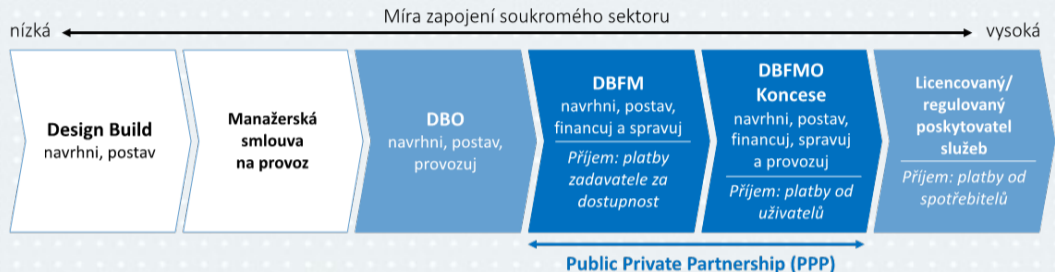 Míra zapojení soukromého sektoru
nízká
vysoká
Design Build
navrhni, postav
Manažerská
smlouva
na provoz
DBO
navrhni, postav,
provozuj
DBFM
navrhni, postav,
financuj a spravuj
Příjem: platby
zadavatele za
dostupnost
DBFMO
Koncese
navrhni, postav,
financuj, spravuj
a provozuj
Příjem: platby od
uživatelů
Licencovaný/
regulovaný
poskytovatel
služeb
Příjem: platby od
spotřebitelů
Public Private Partnership (PPP)